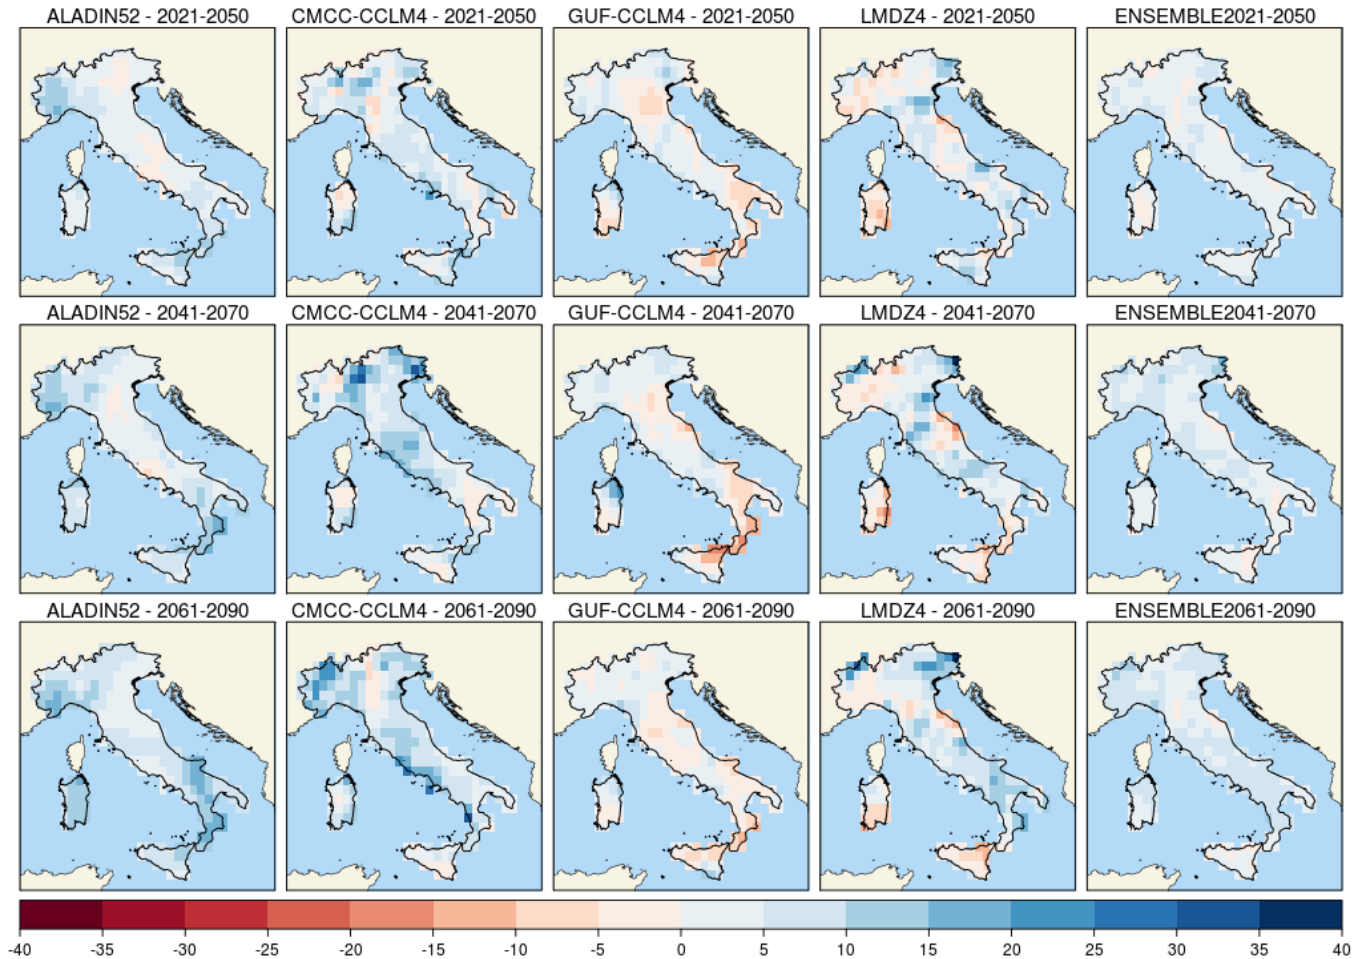 ALADIN52 - 2021-2050
CMCC-CCLM4 - 2021-2050
GUF-CCLM4 - 2021-2050
LMDZ4 - 2021-2050
ENSEMBLE2021-2050
ALADIN52 - 2041-2070
CMCC-CCLM4 - 2041-2070
GUF-CCLM4 - 2041-2070
LMDZ4 - 2041-2070
ENSEMBLE2041-2070
ALADIN52 - 2061-2090
CMCC-CCLM4 - 2061-2090
GUF-CCLM4 - 2061-2090
LMDZ4 - 2061-2090
ENSEMBLE2061-2090
-40 -35 -30 -25 -20 -15 -10 -5 0 5 10 15 20 25 30 35 40